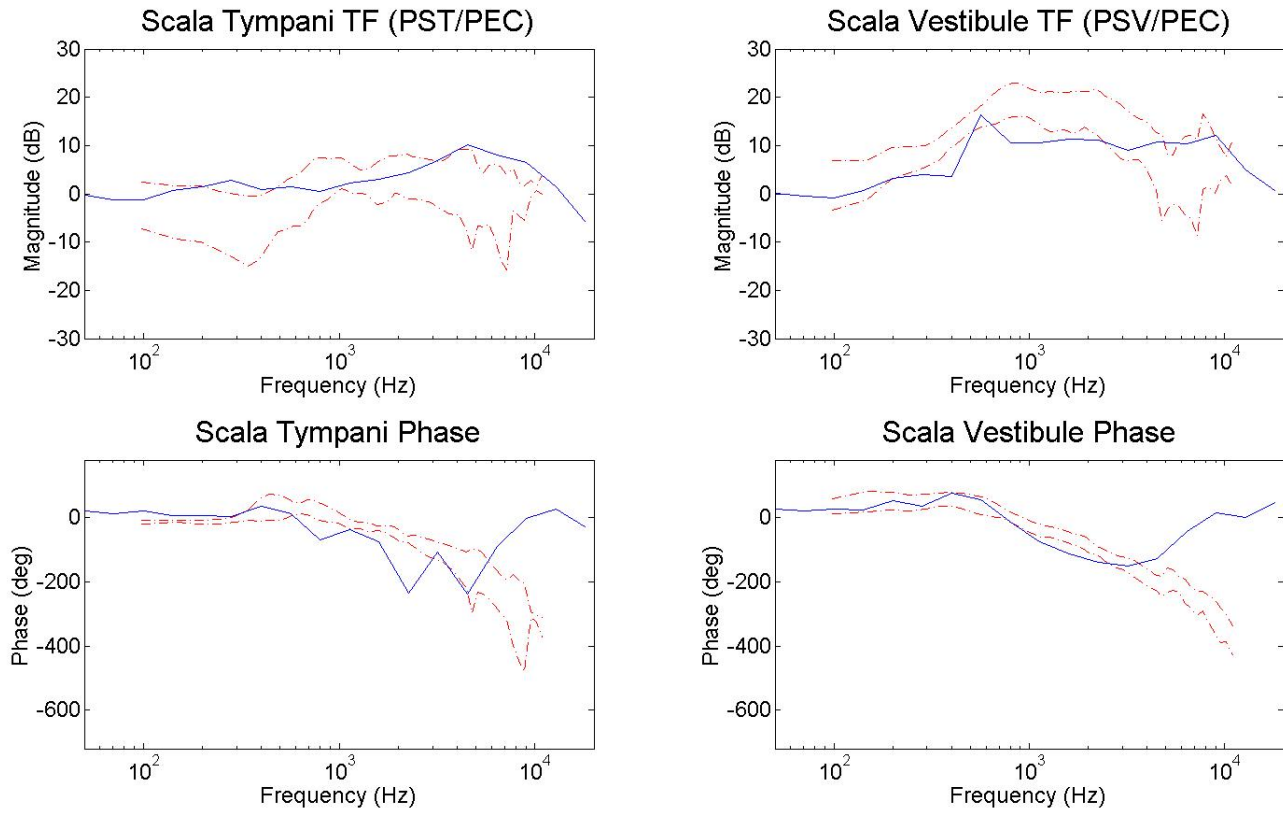 Scala Tympani TF (PST/PEC)
30
20
10
0
-10
-20
-30
Magnitude (dB)
10^2
10^3
10^4
Frequency (Hz)
Scala Vestibule TF (PSV/PEC)
30
20
10
0
-10
-20
-30
Magnitude (dB)
10^2
10^3
10^4
Frequency (Hz)
Scala Tympani Phase
0
-200
-400
-600
Phase (deg)
10^2
10^3
10^4
Frequency (Hz)
Scala Vestibule Phase
0
-200
-400
-600
Phase (deg)
10^2
10^3
10^4
Frequency (Hz)